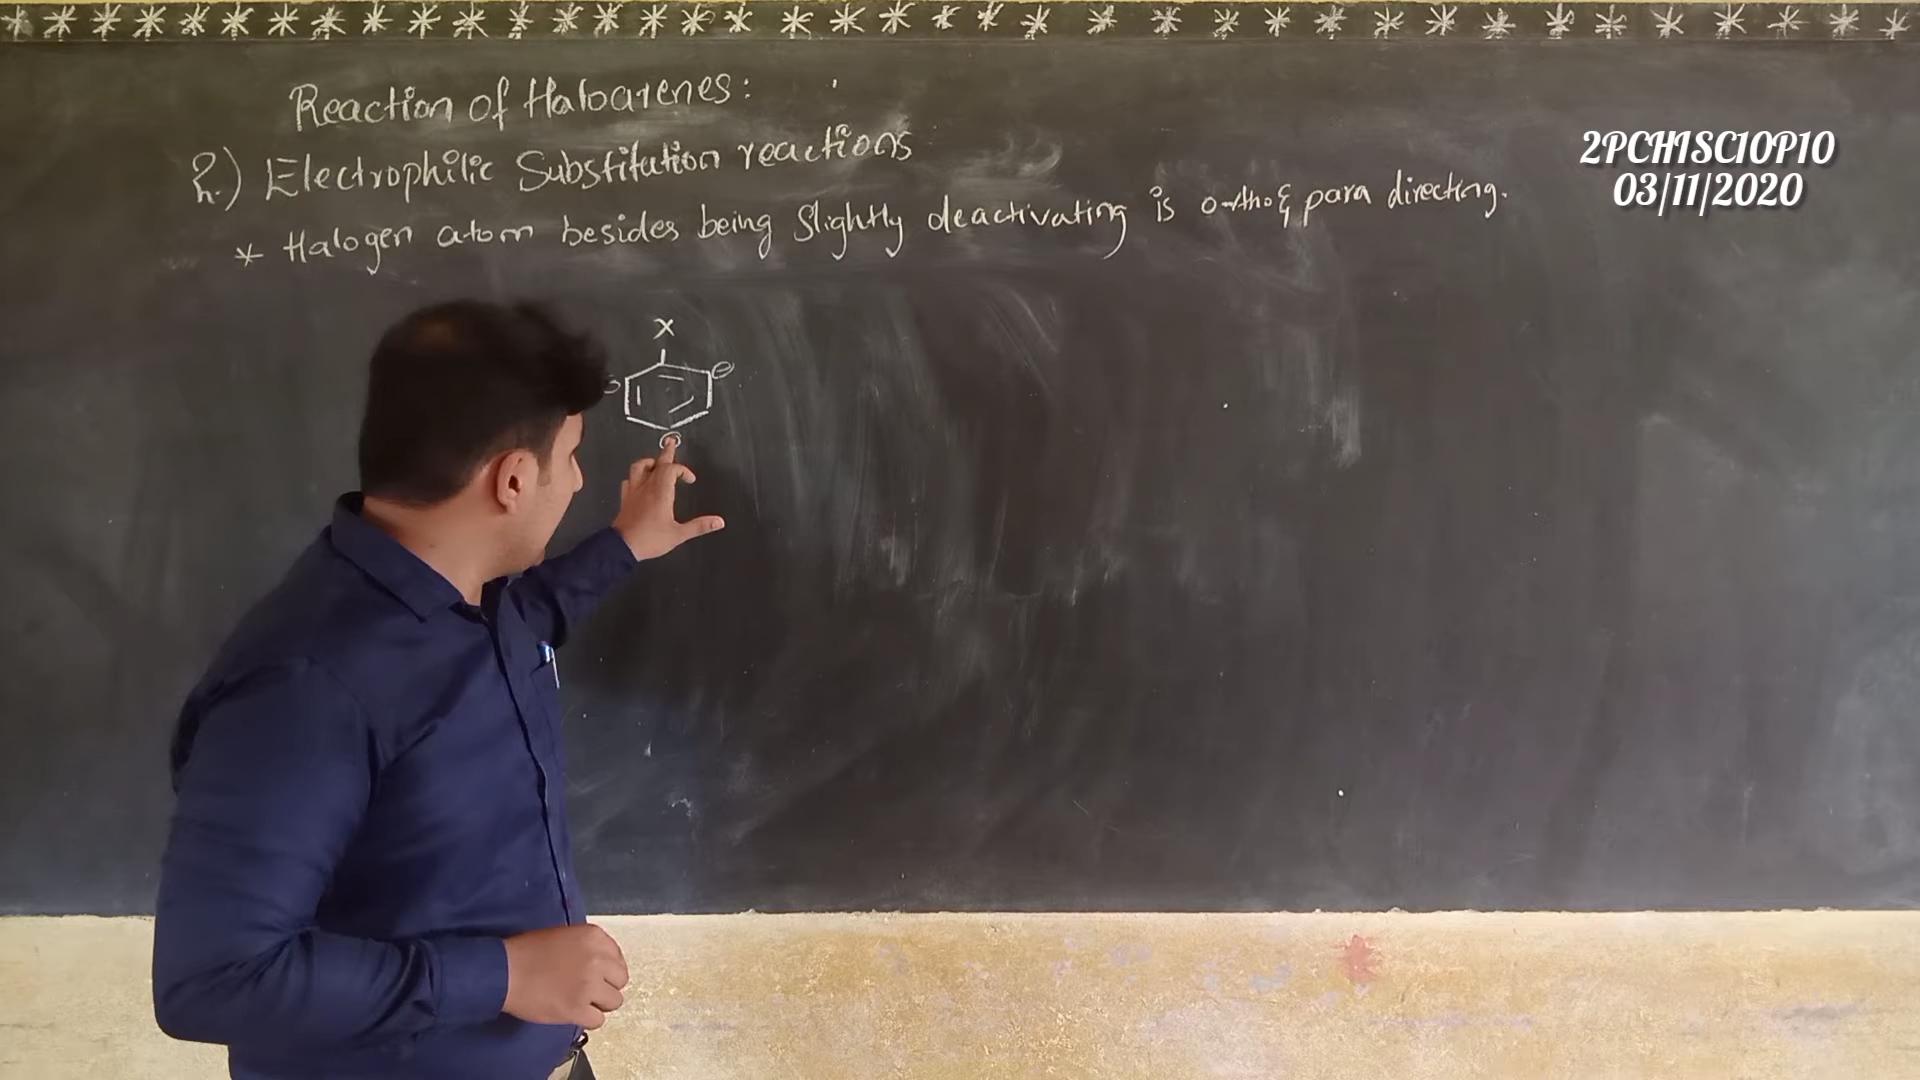 Reaction of Haloarenes:
2.) Electrophilic Substitution reactions
* Halogen atom besides being slightly deactivating is ortho & para directing.
X
2PCH1SC10P10
03/11/2020